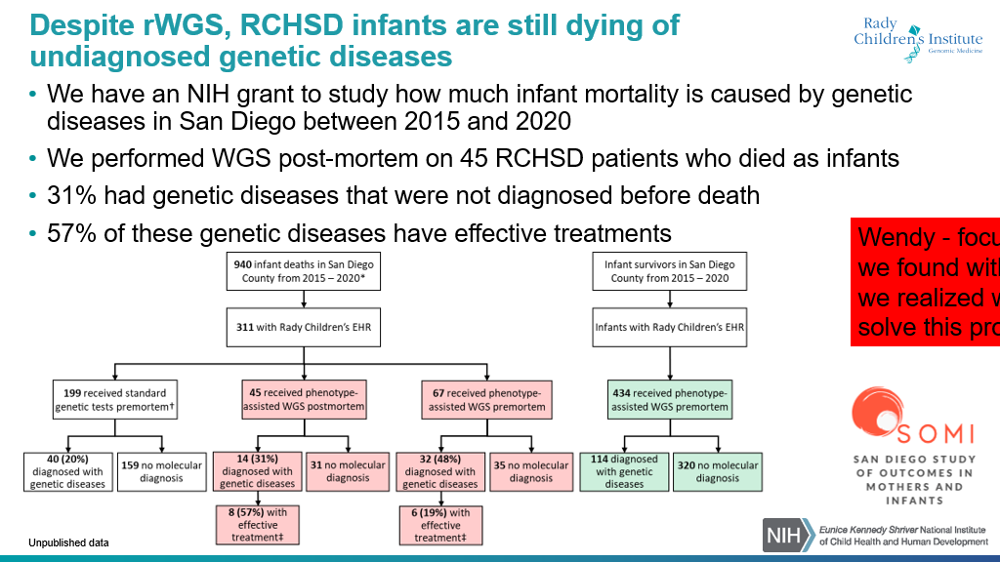 Despite rWGS, RCHSD infants are still dying of
undiagnosed genetic diseases
Rady
Children's Institute
Genomic Medicine
• We have an NIH grant to study how much infant mortality is caused by genetic
diseases in San Diego between 2015 and 2020
• We performed WGS post-mortem on 45 RCHSD patients who died as infants
• 31% had genetic diseases that were not diagnosed before death
• 57% of these genetic diseases have effective treatments
Wendy - focu
we found with
we realized w
solve this pro
940 infant deaths in San Diego
County from 2015 – 2020*
Infant survivors in San Diego
County from 2015 – 2020
311 with Rady Children's EHR
Infants with Rady Children's EHR
199 received standard
genetic tests premortem†
45 received phenotype-
assisted WGS postmortem
67 received phenotype-
assisted WGS premortem
434 received phenotype-
assisted WGS premortem
40 (20%)
diagnosed with
genetic diseases
159 no molecular
diagnosis
14 (31%)
diagnosed with
genetic diseases
31 no molecular
diagnosis
32 (48%)
diagnosed with
genetic diseases
35 no molecular
diagnosis
114 diagnosed
with genetic
diseases
320 no molecular
diagnosis
8 (57%) with
effective
treatment‡
6 (19%) with
effective
treatment‡
SOMI
SAN DIEGO STUDY
OF OUTCOMES IN
MOTHERS AND
INFANTS
Unpublished data
NIH
Eunice Kennedy Shriver National Institute
of Child Health and Human Development